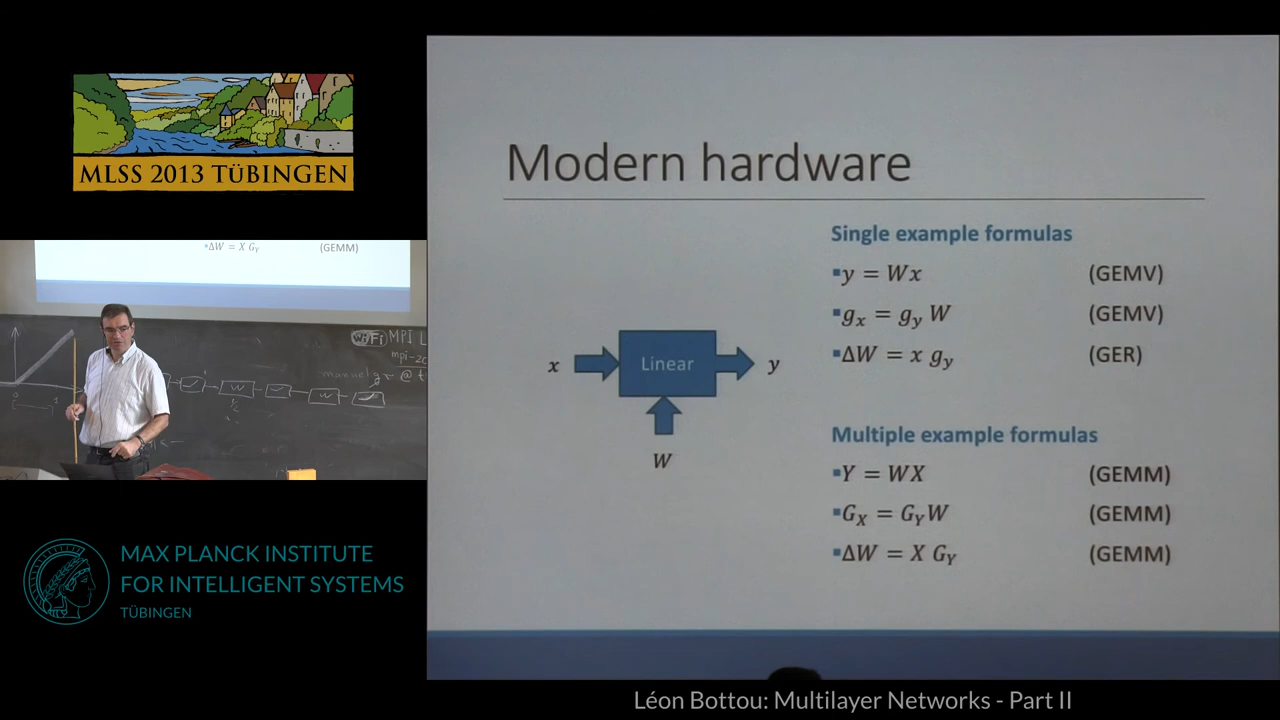 MLSS 2013 TÜBINGEN
▪ΔW = X G_Y (GEMM)
WiFi MPI
MAX PLANCK INSTITUTE
FOR INTELLIGENT SYSTEMS
TÜBINGEN
Modern hardware
x
Linear
y
W
Single example formulas
▪y = Wx (GEMV)
▪g_x = g_y W (GEMV)
▪ΔW = x g_y (GER)
Multiple example formulas
▪Y = WX (GEMM)
▪G_X = G_Y W (GEMM)
▪ΔW = X G_Y (GEMM)
Léon Bottou: Multilayer Networks - Part II